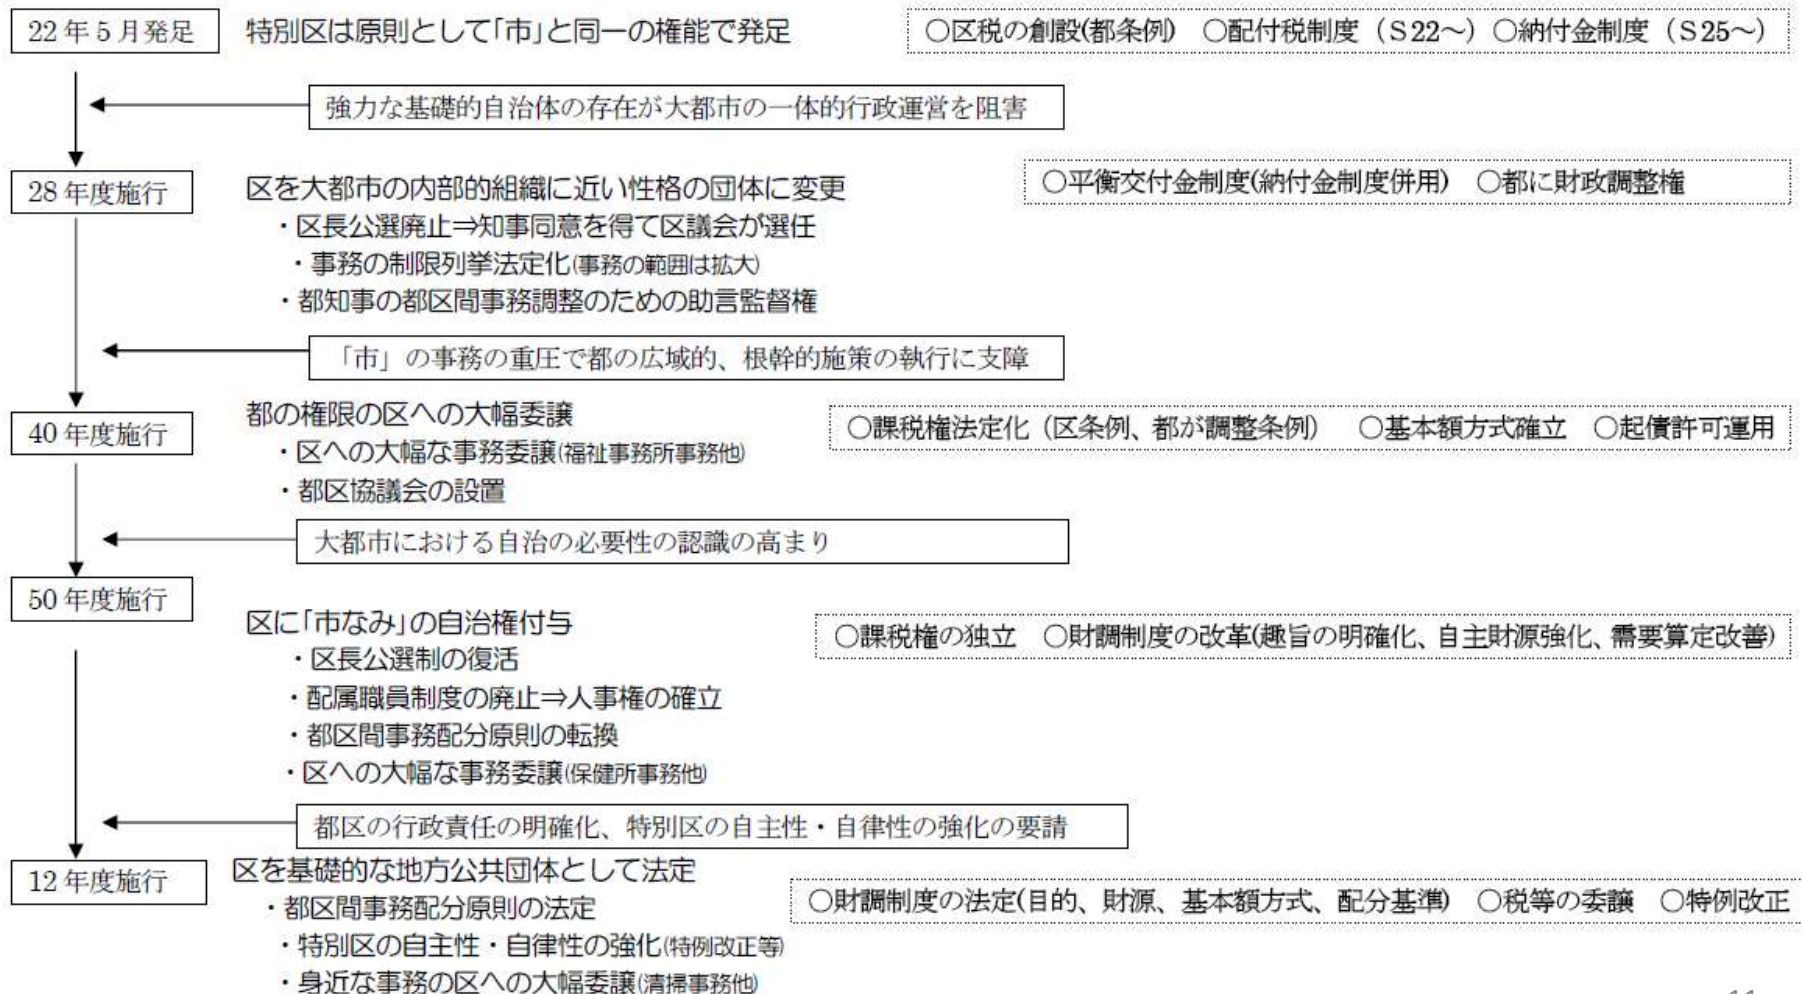 22年5月発足
特別区は原則として｢市｣と同一の権能で発足
○区税の創設(都条例)　○配付税制度（S22～）○納付金制度（S25～）
強力な基礎的自治体の存在が大都市の一体的行政運営を阻害
28年度施行
区を大都市の内部的組織に近い性格の団体に変更
○平衡交付金制度(納付金制度併用)　○都に財政調整権
・区長公選廃止⇒知事同意を得て区議会が選任
・事務の制限列挙法定化(事務の範囲は拡大)
・都知事の都区間事務調整のための助言監督権
「市」の事務の重圧で都の広域的、根幹的施策の執行に支障
40年度施行
都の権限の区への大幅委譲
○課税権法定化（区条例、都が調整条例）　○基本額方式確立　○起債許可運用
・区への大幅な事務委譲(福祉事務所事務他)
・都区協議会の設置
大都市における自治の必要性の認識の高まり
50年度施行
区に｢市なみ｣の自治権付与
○課税権の独立　○財調制度の改革(趣旨の明確化、自主財源強化、需要算定改善)
・区長公選制の復活
・配属職員制度の廃止⇒人事権の確立
・都区間事務配分原則の転換
・区への大幅な事務委譲(保健所事務他)
都区の行政責任の明確化、特別区の自主性・自律性の強化の要請
12年度施行
区を基礎的な地方公共団体として法定
○財調制度の法定(目的、財源、基本額方式、配分基準)　○税等の委譲　○特例改正
・都区間事務配分原則の法定
・特別区の自主性・自律性の強化(特例改正等)
・身近な事務の区への大幅委譲(清掃事務他)